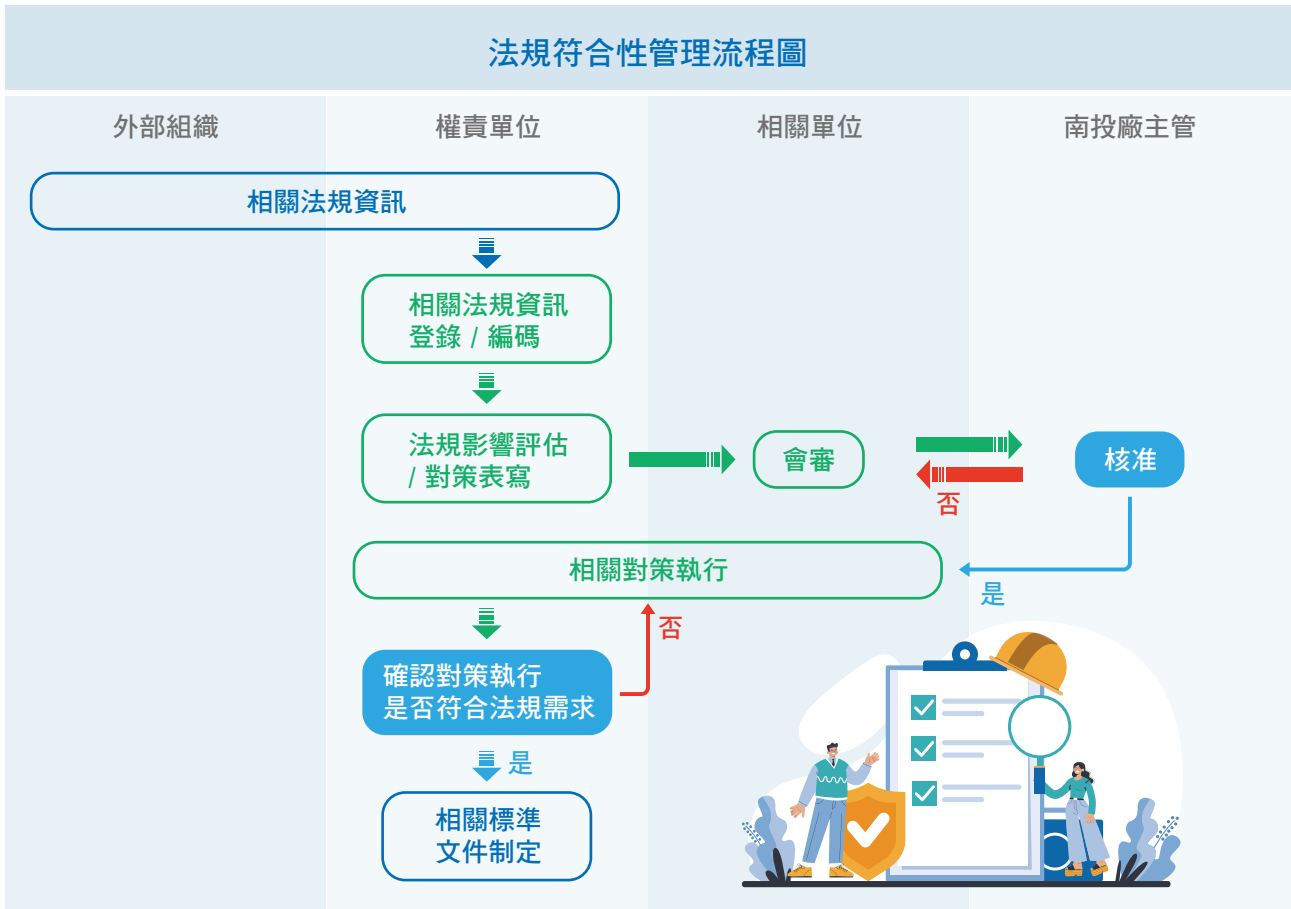 法規符合性管理流程圖
外部組織
權責單位
相關單位
南投廠主管
相關法規資訊
相關法規資訊
登錄 / 編碼
法規影響評估
/ 對策表寫
會審
核准
否
相關對策執行
是
否
確認對策執行
是否符合法規需求
是
相關標準
文件制定